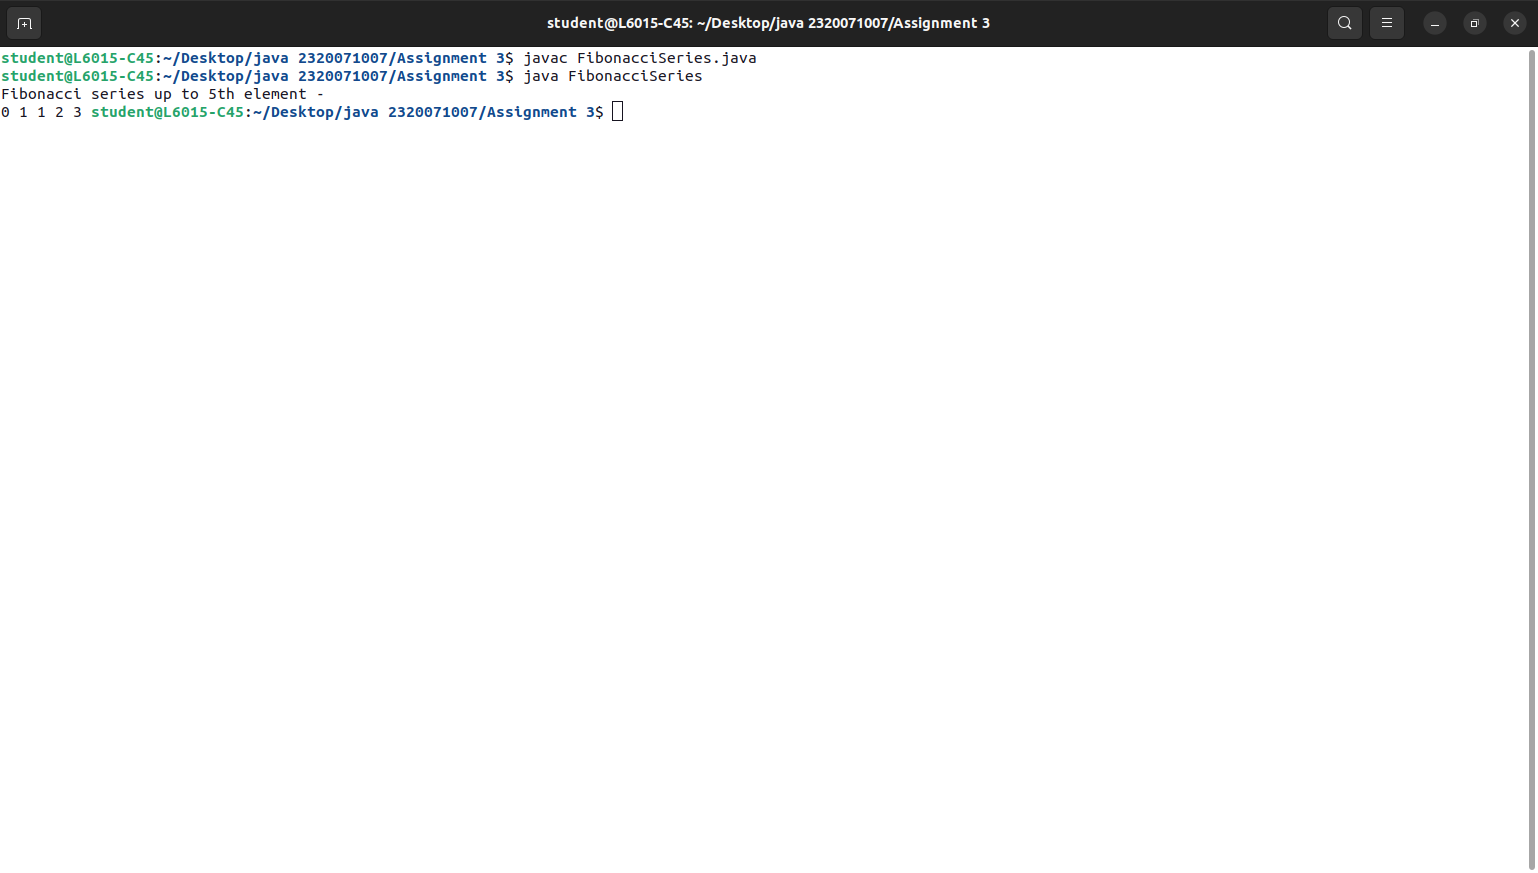 student@L6015-C45: ~/Desktop/java 2320071007/Assignment 3
student@L6015-C45:~/Desktop/java 2320071007/Assignment 3$ javac FibonacciSeries.java
student@L6015-C45:~/Desktop/java 2320071007/Assignment 3$ java FibonacciSeries
Fibonacci series up to 5th element -
0 1 1 2 3 student@L6015-C45:~/Desktop/java 2320071007/Assignment 3$